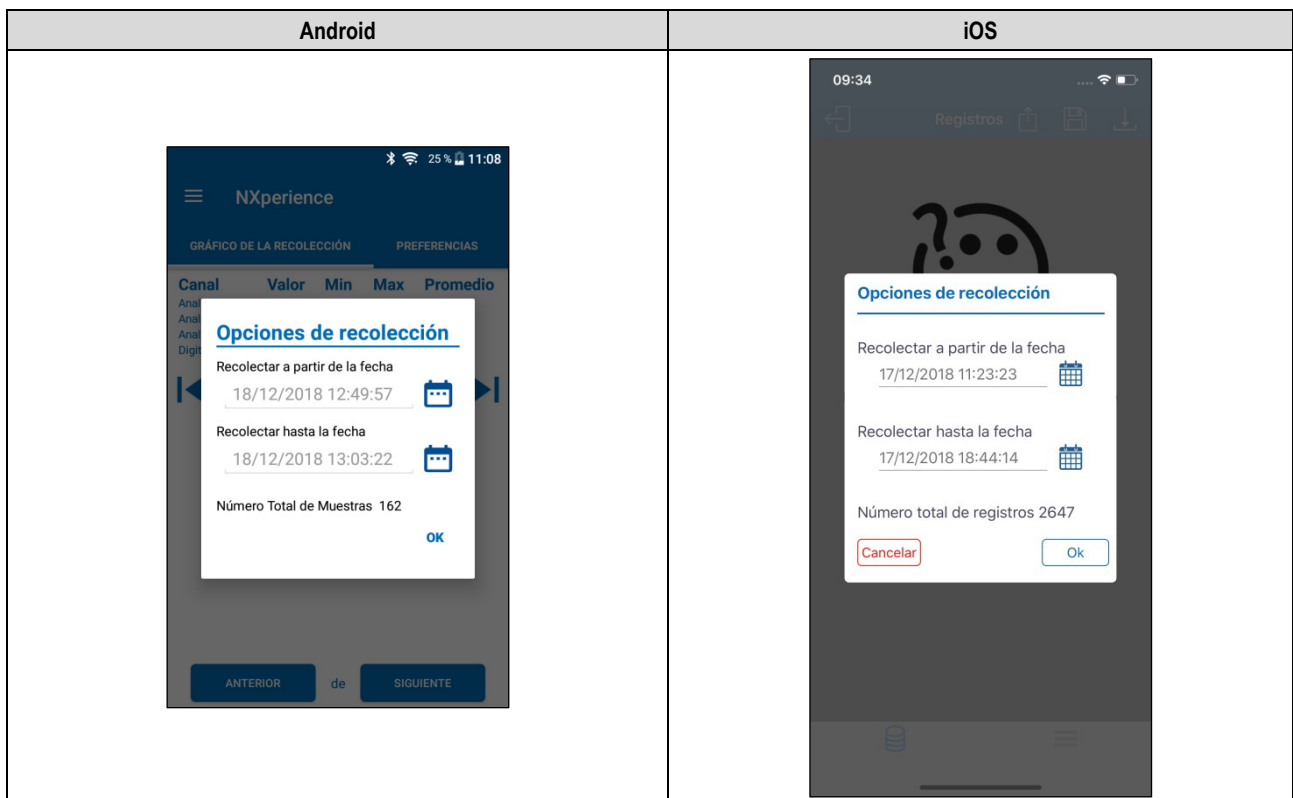 Android
iOS
25 % 11:08
NXperience
GRÁFICO DE LA RECOLECCIÓN PREFERENCIAS
Canal Valor Min Max Promedio
Anal
Anal
Anal
Digit
Opciones de recolección
Recolectar a partir de la fecha
18/12/2018 12:49:57
Recolectar hasta la fecha
18/12/2018 13:03:22
Número Total de Muestras 162
OK
ANTERIOR de SIGUIENTE
09:34
Registros
Opciones de recolección
Recolectar a partir de la fecha
17/12/2018 11:23:23
Recolectar hasta la fecha
17/12/2018 18:44:14
Número total de registros 2647
Cancelar Ok